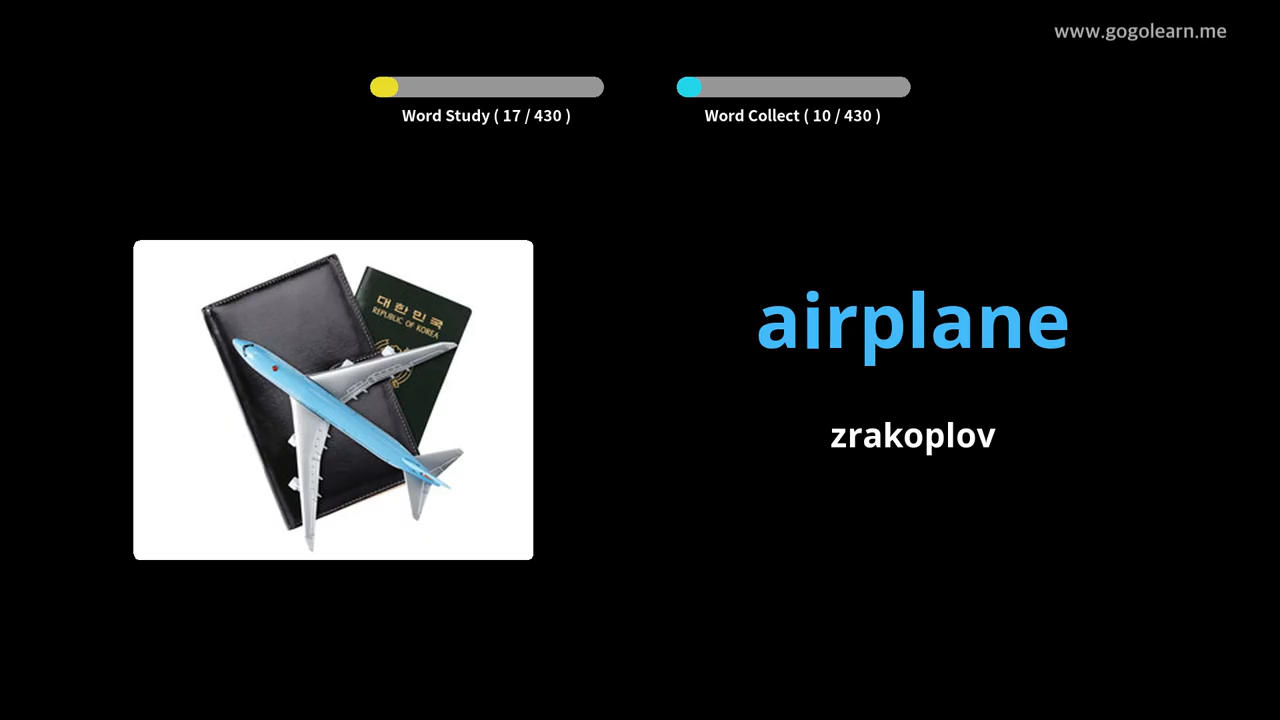 www.gogolearn.me
Word Study ( 17 / 430 )
Word Collect ( 10 / 430 )
대한민국
REPUBLIC OF KOREA
airplane
zrakoplov